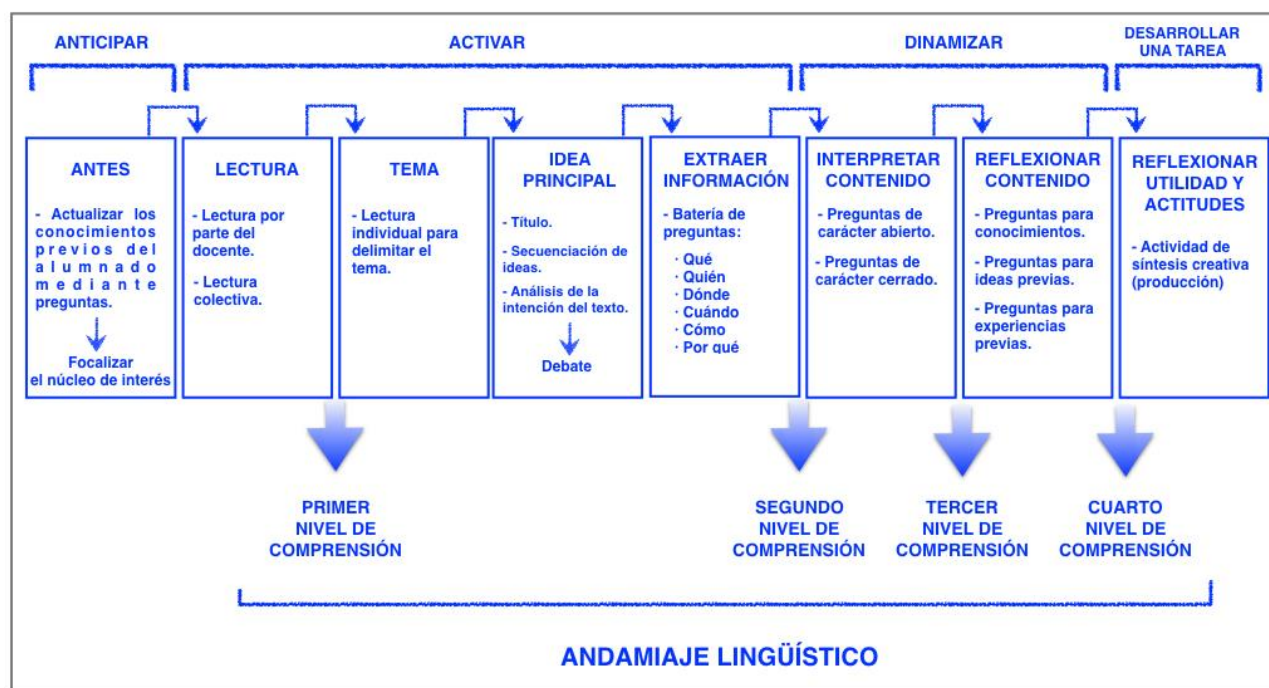 ANTICIPAR
ACTIVAR
DINAMIZAR
DESARROLLAR
UNA TAREA
ANTES
- Actualizar los
conocimientos
previos del
alumnado
mediante
preguntas.
Focalizar
el núcleo de interés
LECTURA
- Lectura por
parte del
docente.
- Lectura
colectiva.
TEMA
- Lectura
individual para
delimitar el
tema.
IDEA
PRINCIPAL
- Título.
- Secuenciación de
ideas.
- Análisis de la
intención del texto.
Debate
EXTRAER
INFORMACIÓN
- Batería de
preguntas:
· Qué
· Quién
· Dónde
· Cuándo
· Cómo
· Por qué
INTERPRETAR
CONTENIDO
- Preguntas de
carácter abierto.
- Preguntas de
carácter cerrado.
REFLEXIONAR
CONTENIDO
- Preguntas para
conocimientos.
- Preguntas para
ideas previas.
- Preguntas para
experiencias
previas.
REFLEXIONAR
UTILIDAD Y
ACTITUDES
- Actividad de
síntesis creativa
(producción)
PRIMER
NIVEL DE
COMPRENSIÓN
SEGUNDO
NIVEL DE
COMPRENSIÓN
TERCER
NIVEL DE
COMPRENSIÓN
CUARTO
NIVEL DE
COMPRENSIÓN
ANDAMIAJE LINGÜÍSTICO